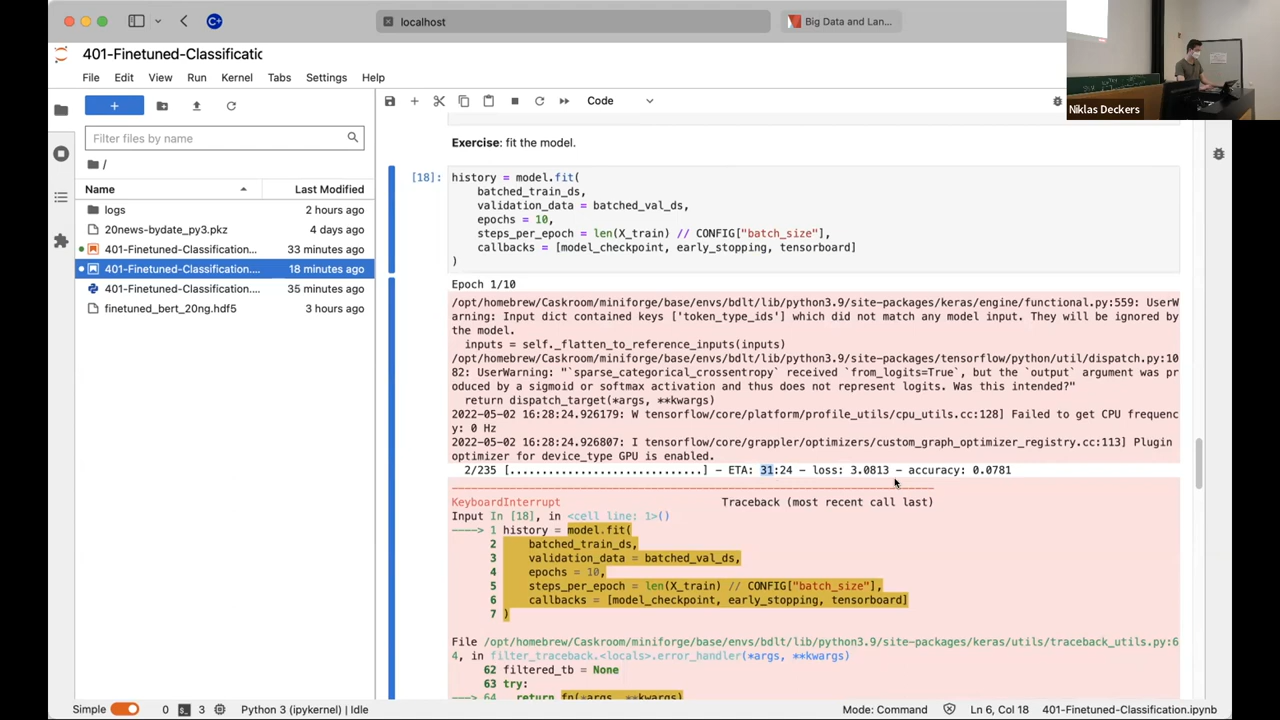 localhost
Big Data and Lan...
401-Finetuned-Classificatic
File Edit View Run Kernel Tabs Settings Help
+
Code
Filter files by name
/
Name Last Modified
logs 2 hours ago
20news-bydate_py3.pkz 4 days ago
401-Finetuned-Classification.... 33 minutes ago
401-Finetuned-Classification.... 18 minutes ago
401-Finetuned-Classification.... 35 minutes ago
finetuned_bert_20ng.hdf5 3 hours ago
Niklas Deckers
Exercise: fit the model.
[18]: history = model.fit(
batched_train_ds,
validation_data = batched_val_ds,
epochs = 10,
steps_per_epoch = len(X_train) // CONFIG["batch_size"],
callbacks = [model_checkpoint, early_stopping, tensorboard]
)
Epoch 1/10
/opt/homebrew/Caskroom/miniforge/base/envs/bdlt/lib/python3.9/site-packages/keras/engine/functional.py:559: UserW
arning: Input dict contained keys ['token_type_ids'] which did not match any model input. They will be ignored by
the model.
inputs = self._flatten_to_reference_inputs(inputs)
/opt/homebrew/Caskroom/miniforge/base/envs/bdlt/lib/python3.9/site-packages/tensorflow/python/util/dispatch.py:10
82: UserWarning: "`sparse_categorical_crossentropy` received `from_logits=True`, but the `output` argument was pr
oduced by a sigmoid or softmax activation and thus does not represent logits. Was this intended?"
return dispatch_target(*args, **kwargs)
2022-05-02 16:28:24.926179: W tensorflow/core/platform/profile_utils/cpu_utils.cc:128] Failed to get CPU frequenc
y: 0 Hz
2022-05-02 16:28:24.926807: I tensorflow/core/grappler/optimizers/custom_graph_optimizer_registry.cc:113] Plugin
optimizer for device_type GPU is enabled.
2/235 [..............................] - ETA: 31:24 - loss: 3.0813 - accuracy: 0.0781
KeyboardInterrupt Traceback (most recent call last)
Input In [18], in <cell line: 1>()
----> 1 history = model.fit(
2 batched_train_ds,
3 validation_data = batched_val_ds,
4 epochs = 10,
5 steps_per_epoch = len(X_train) // CONFIG["batch_size"],
6 callbacks = [model_checkpoint, early_stopping, tensorboard]
7 )
File /opt/homebrew/Caskroom/miniforge/base/envs/bdlt/lib/python3.9/site-packages/keras/utils/traceback_utils.py:6
4, in filter_traceback.<locals>.error_handler(*args, **kwargs)
62 filtered_tb = None
63 try:
---> 64 return fn(*args, **kwargs)
Simple 0 3 Python 3 (ipykernel) | Idle
Mode: Command Ln 6, Col 18 401-Finetuned-Classification.ipynb